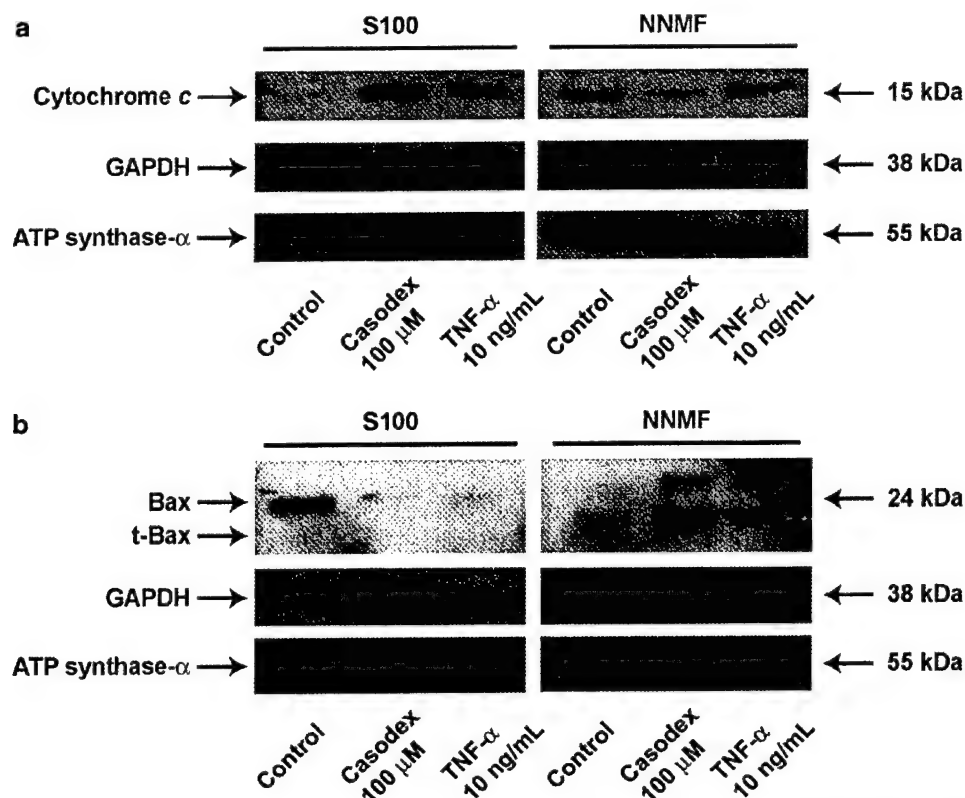 a
S100 NNMF
Cytochrome c 15 kDa
GAPDH 38 kDa
ATP synthase-α 55 kDa
Control Casodex 100 µM TNF-α 10 ng/mL Control Casodex 100 µM TNF-α 10 ng/mL
b
S100 NNMF
Bax 24 kDa
t-Bax
GAPDH 38 kDa
ATP synthase-α 55 kDa
Control Casodex 100 µM TNF-α 10 ng/mL Control Casodex 100 µM TNF-α 10 ng/mL